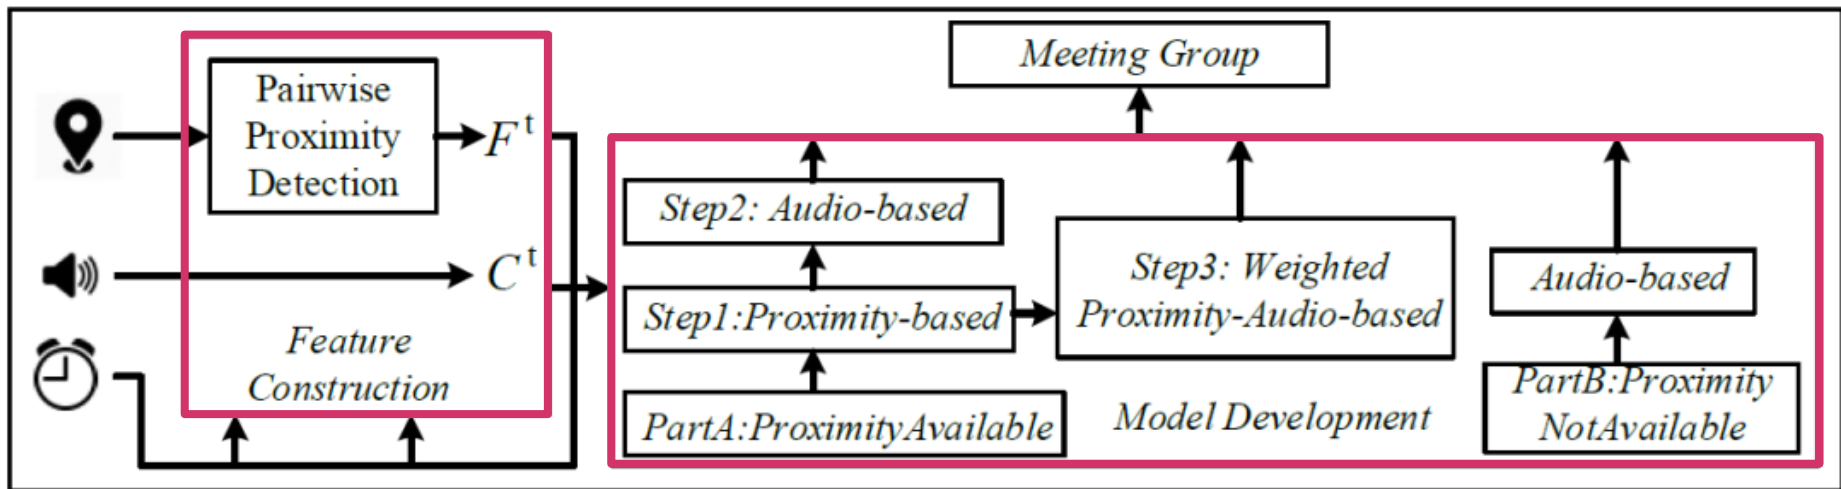 Pairwise
Proximity
Detection
F^t
C^t
Feature
Construction
Meeting Group
Step2: Audio-based
Step1:Proximity-based
PartA:ProximityAvailable
Step3: Weighted
Proximity-Audio-based
Model Development
Audio-based
PartB:Proximity
NotAvailable